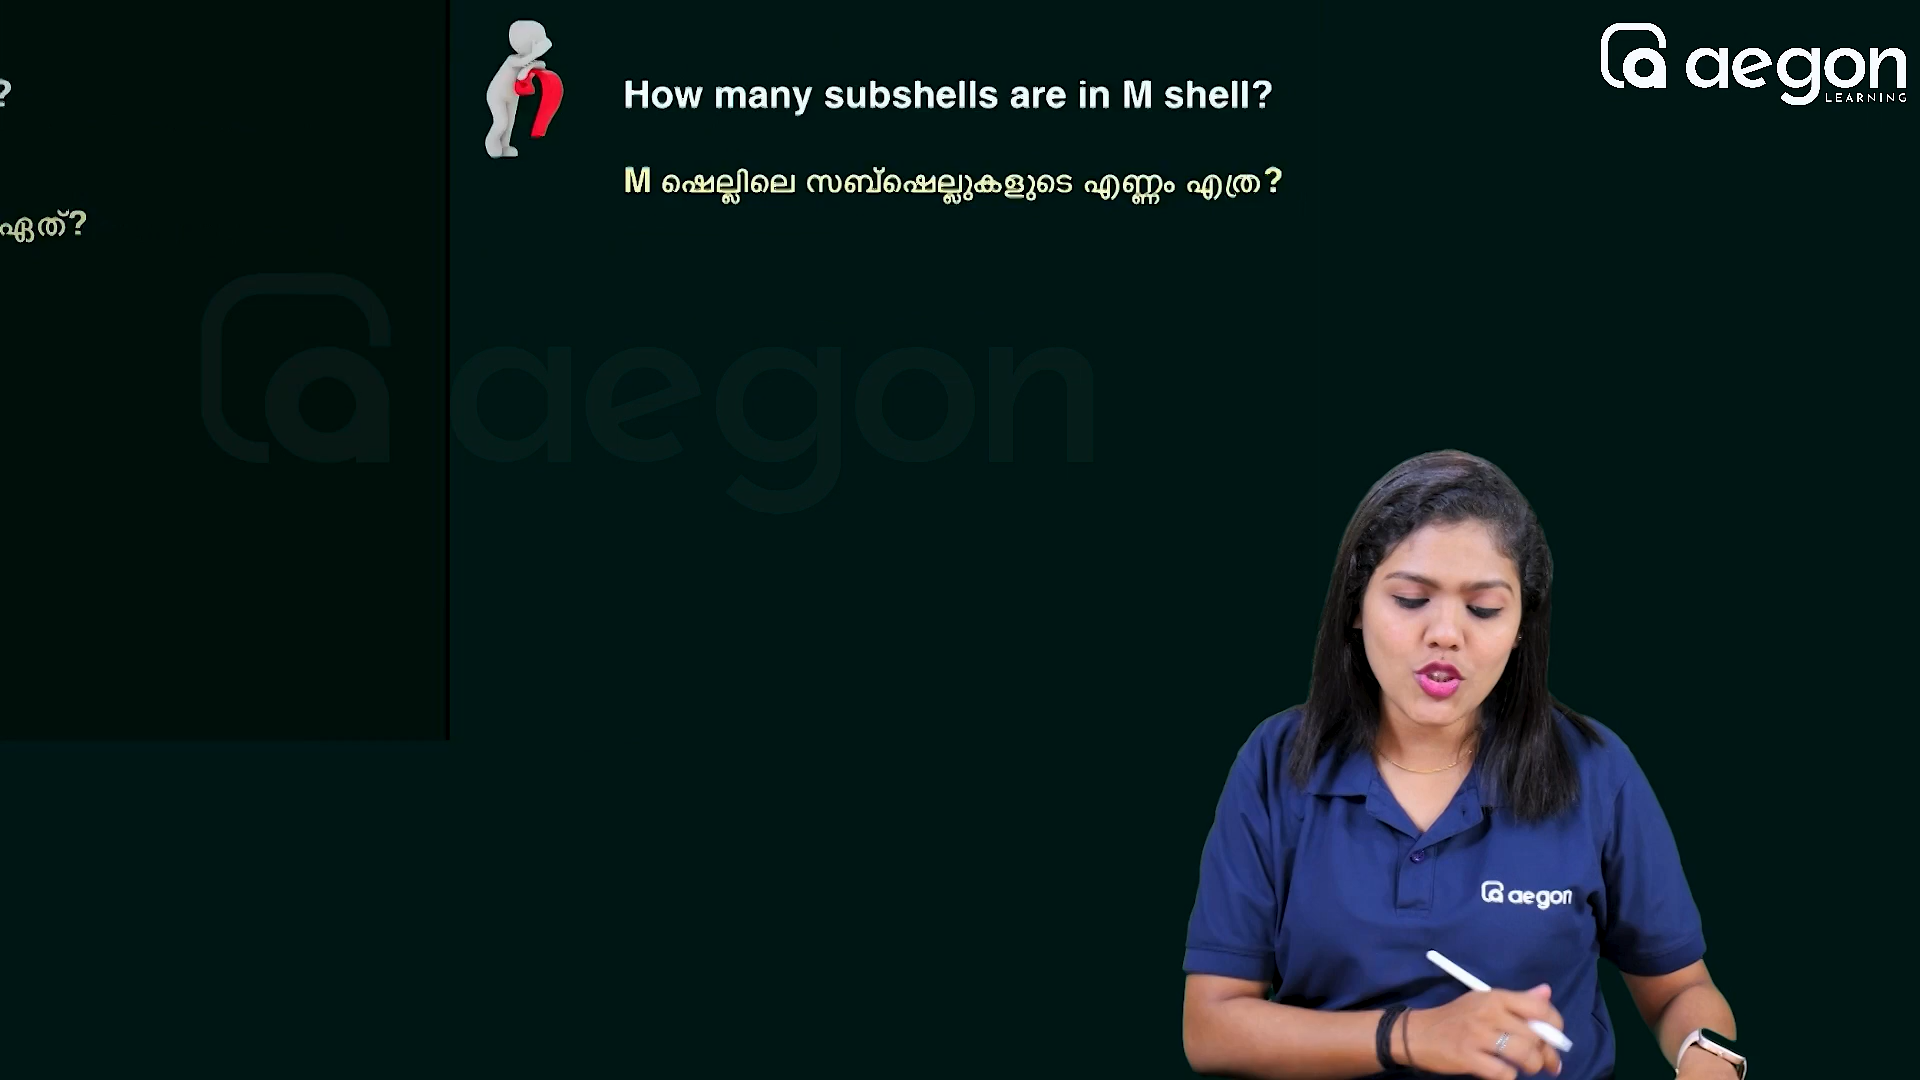 ?
ഏത്?
How many subshells are in M shell?
M ഷെല്ലിലെ സബ്ഷെല്ലുകളുടെ എണ്ണം എത്ര?
aegon
LEARNING
aegon
aegon